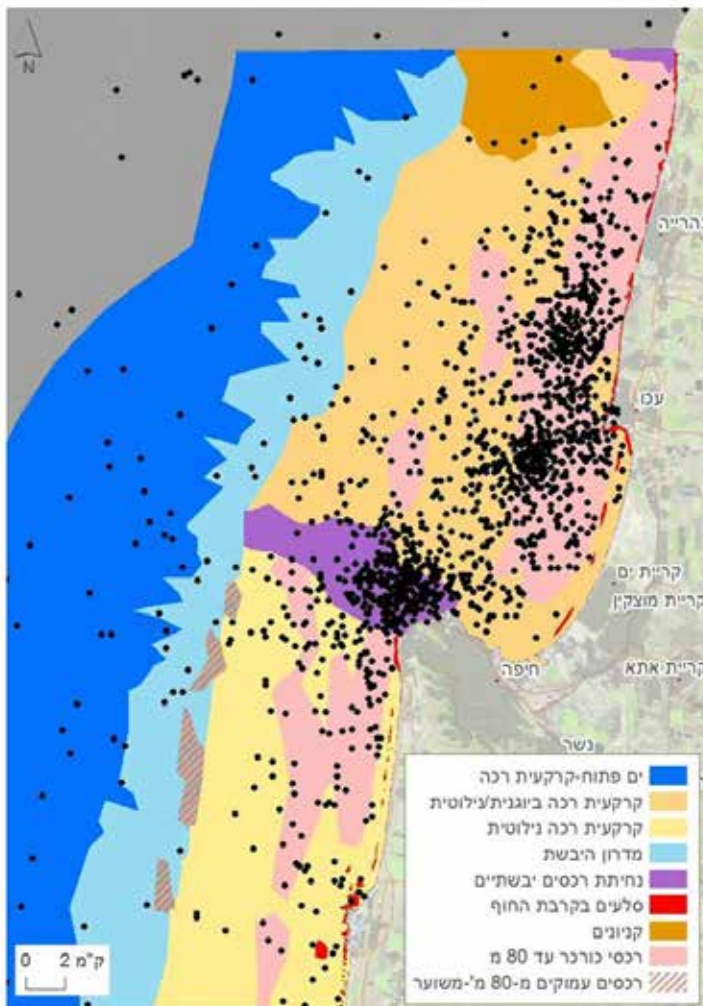 N
נהרייה
עכו
קריית ים
קריית מוצקין
חיפה
קריית אתא
נשר
ים פתוח-קרקעית רכה
קרקעית רכה ביוגנית/נילוטית
קרקעית רכה נילוטית
מדרון היבשת
נחיתת רכסים יבשתיים
סלעים בקרבת החוף
קניונים
רכסי כורכר עד 80 מ
רכסים עמוקים מ-80 מ'-משוער
0 2 ק"מ